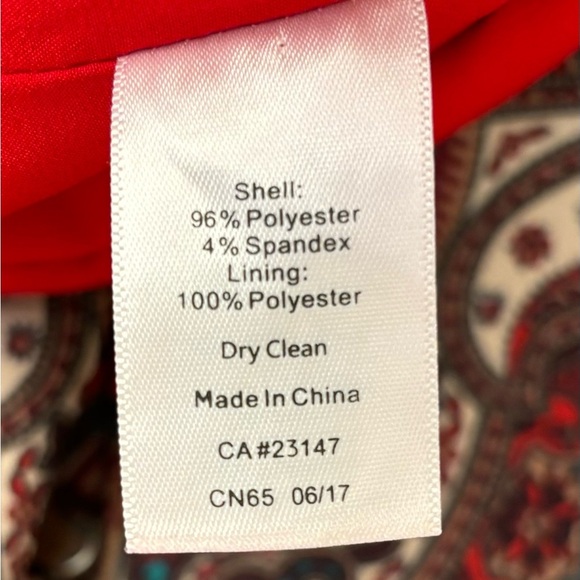 Shell:
96% Polyester
4% Spandex
Lining:
100% Polyester
Dry Clean
Made In China
CA#23147
CN65 06/17